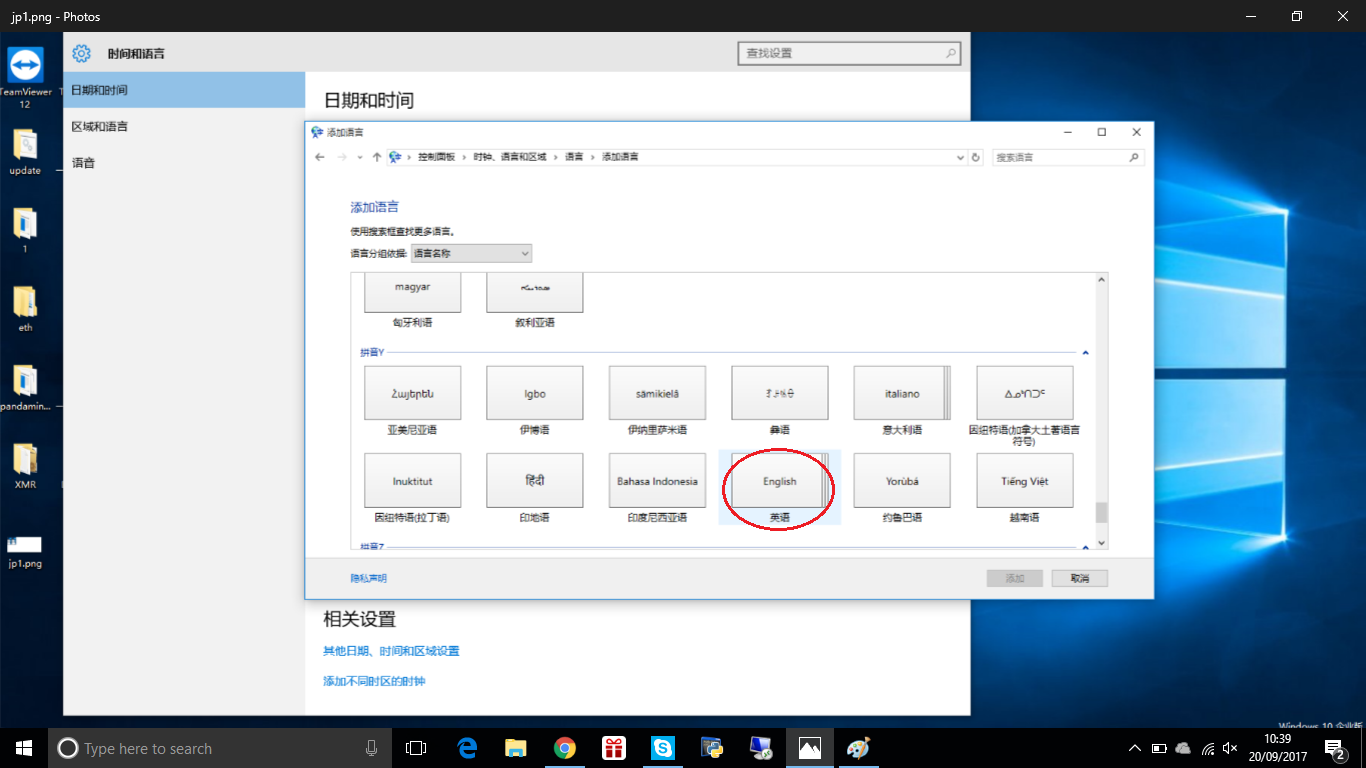 jp1.png - Photos
时间和语言
查找设置
日期和时间
区域和语言
语音
日期和时间
TeamViewer
12
update
1
eth
pandamin...
XMR
jp1.png
添加语言
控制面板 › 时钟、语言和区域 › 语言 › 添加语言
搜索语言
添加语言
使用搜索框查找更多语言。
语言分组依据: 语言名称
magyar
匈牙利语
叙利亚语
拼音Y
Հայերեն
亚美尼亚语
Igbo
伊博语
sämikielâ
伊纳里萨米语
彝语
italiano
意大利语
ᐃᓄᒃᑎᑐᑦ
因纽特语(加拿大土著语言
符号)
Inuktitut
因纽特语(拉丁语)
हिंदी
印地语
Bahasa Indonesia
印度尼西亚语
English
英语
Yorùbá
约鲁巴语
Tiếng Việt
越南语
拼音Z
隐私声明
添加
取消
相关设置
其他日期、时间和区域设置
添加不同时区的时钟
Windows 10 企业版
Type here to search
10:39
20/09/2017
2